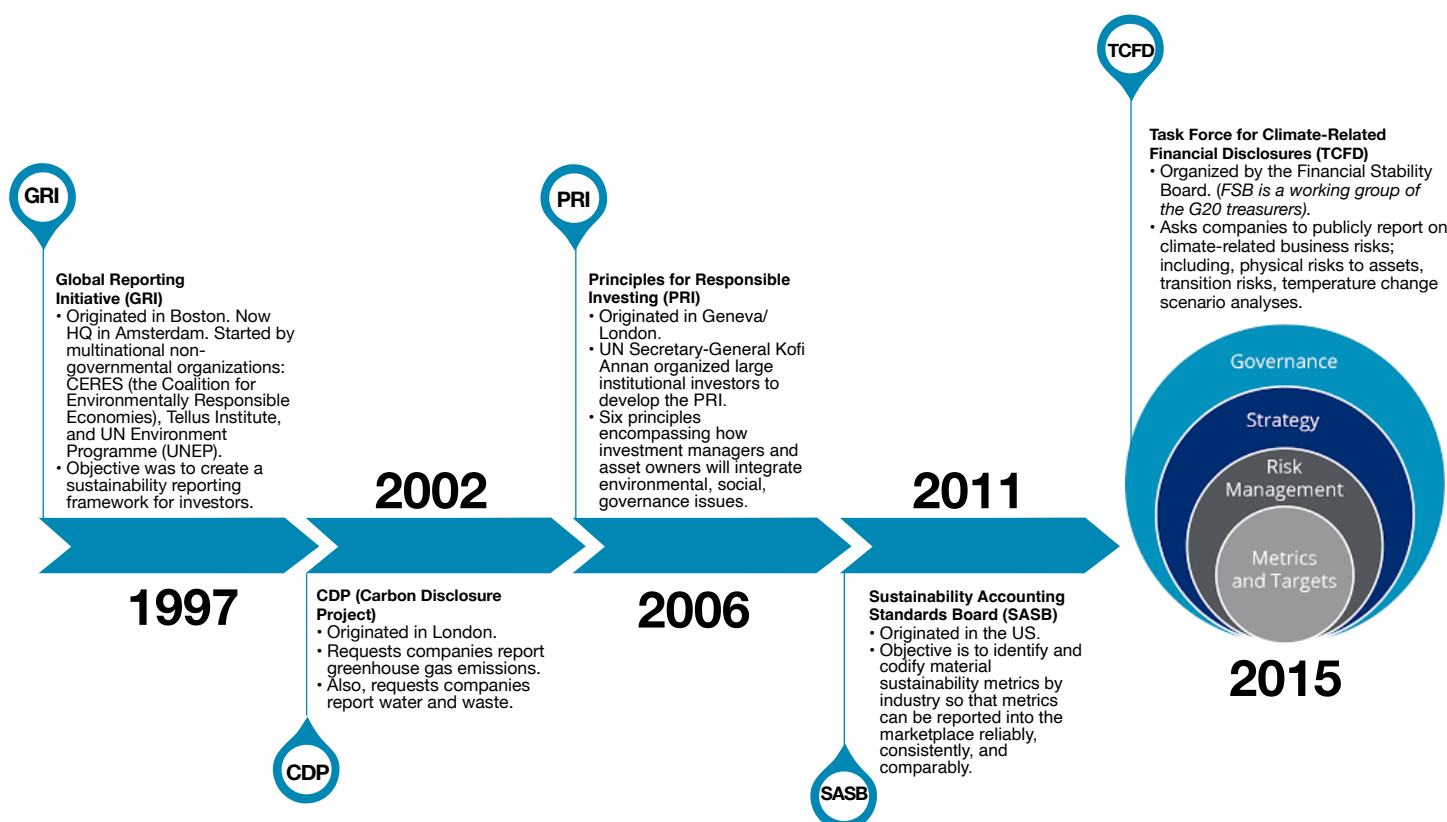 GRI
Global Reporting
Initiative (GRI)
• Originated in Boston. Now
HQ in Amsterdam. Started by
multinational non-
governmental organizations:
CERES (the Coalition for
Environmentally Responsible
Economies), Tellus Institute,
and UN Environment
Programme (UNEP).
• Objective was to create a
sustainability reporting
framework for investors.
1997
2002
CDP (Carbon Disclosure
Project)
• Originated in London.
• Requests companies report
greenhouse gas emissions.
• Also, requests companies
report water and waste.
CDP
PRI
Principles for Responsible
Investing (PRI)
• Originated in Geneva/
London.
• UN Secretary-General Kofi
Annan organized large
institutional investors to
develop the PRI.
• Six principles
encompassing how
investment managers and
asset owners will integrate
environmental, social,
governance issues.
2006
2011
Sustainability Accounting
Standards Board (SASB)
• Originated in the US.
• Objective is to identify and
codify material
sustainability metrics by
industry so that metrics
can be reported into the
marketplace reliably,
consistently, and
comparably.
SASB
TCFD
Task Force for Climate-Related
Financial Disclosures (TCFD)
• Organized by the Financial Stability
Board. (FSB is a working group of
the G20 treasurers).
• Asks companies to publicly report on
climate-related business risks;
including, physical risks to assets,
transition risks, temperature change
scenario analyses.
Governance
Strategy
Risk
Management
Metrics
and Targets
2015